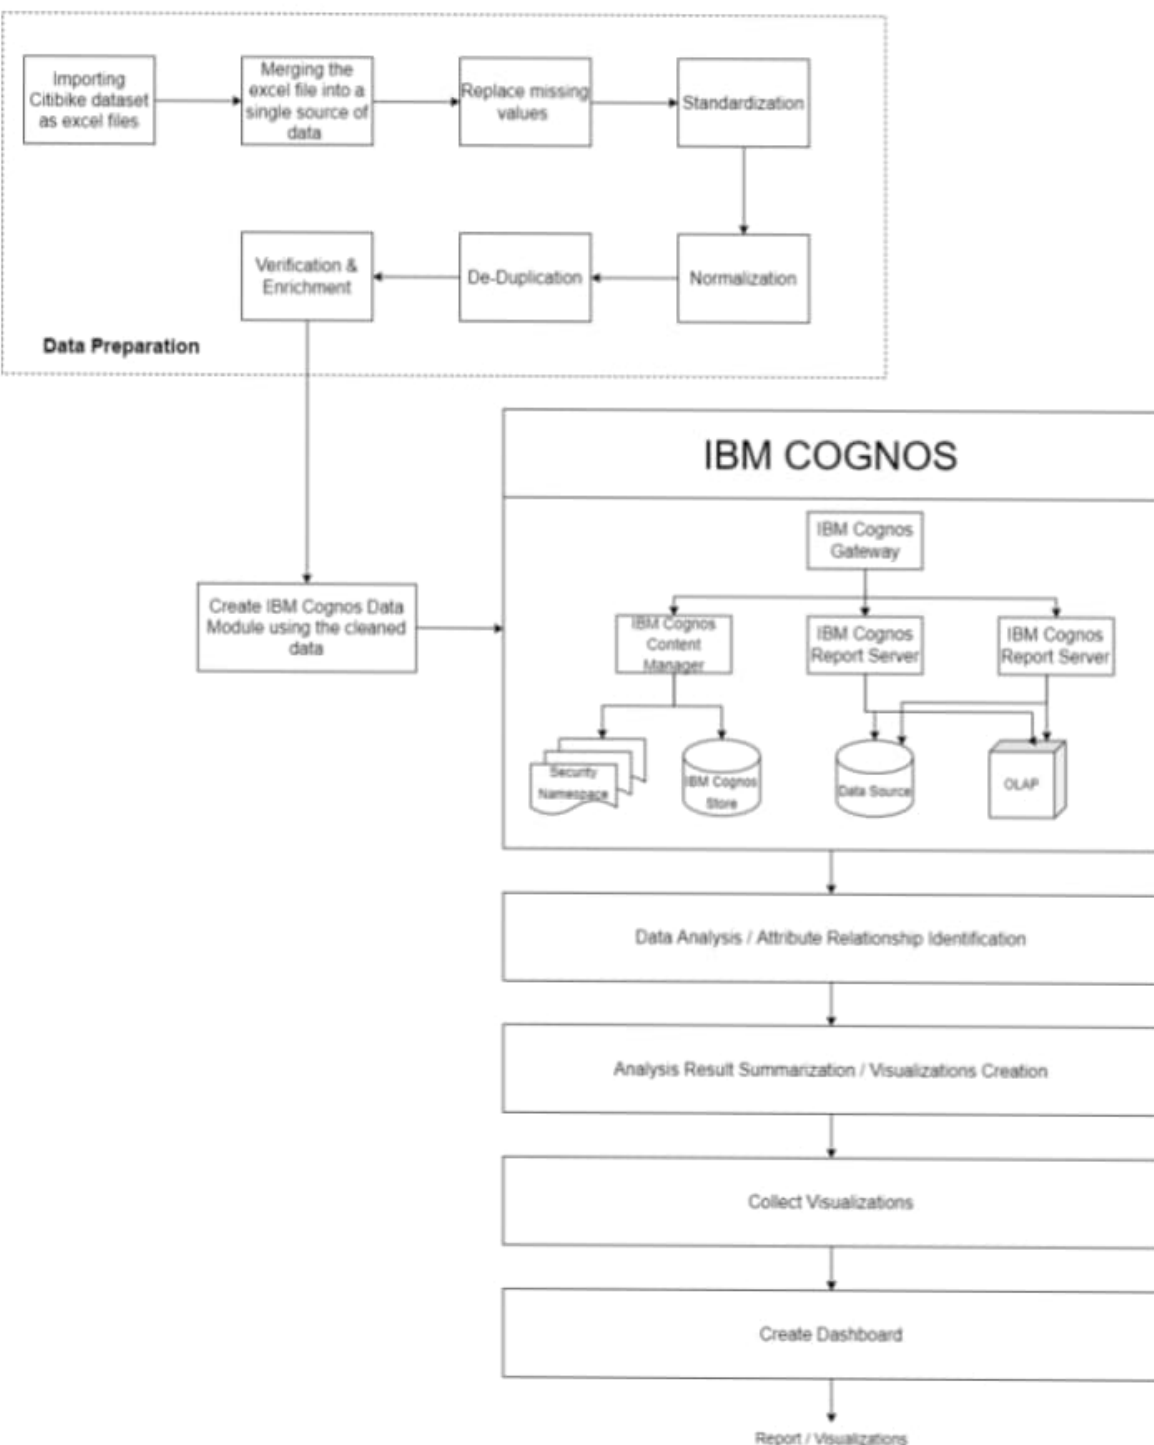 Importing
Citibike dataset
as excel files
Merging the
excel file into a
single source of
data
Replace missing
values
Standardization
Verification &
Enrichment
De-Duplication
Normalization
Data Preparation
IBM COGNOS
IBM Cognos
Gateway
Create IBM Cognos Data
Module using the cleaned
data
IBM Cognos
Content
Manager
IBM Cognos
Report Server
IBM Cognos
Report Server
Security
Namespace
IBM Cognos
Store
Data Source
OLAP
Data Analysis / Attribute Relationship Identification
Analysis Result Summarization / Visualizations Creation
Collect Visualizations
Create Dashboard
Report / Visualizations